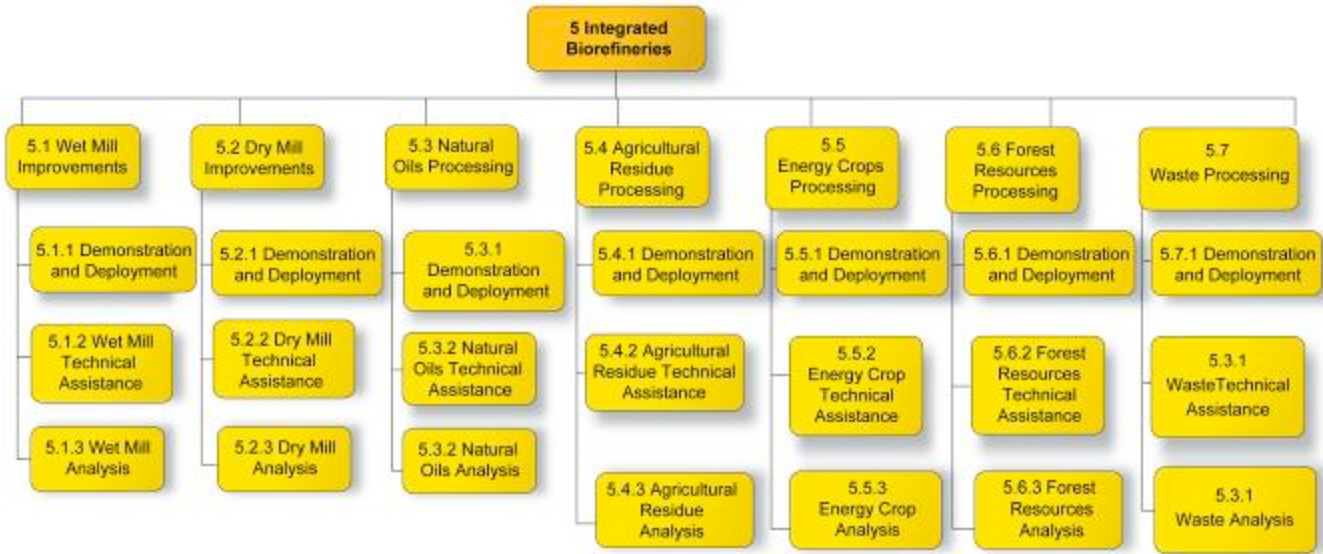 5 Integrated
Biorefineries
5.1 Wet Mill
Improvements
5.2 Dry Mill
Improvements
5.3 Natural
Oils Processing
5.4 Agricultural
Residue
Processing
5.5
Energy Crops
Processing
5.6 Forest
Resources
Processing
5.7
Waste Processing
5.1.1 Demonstration
and Deployment
5.2.1 Demonstration
and Deployment
5.3.1
Demonstration
and Deployment
5.4.1 Demonstration
and Deployment
5.5.1 Demonstration
and Deployment
5.6.1 Demonstration
and Deployment
5.7.1 Demonstration
and Deployment
5.1.2 Wet Mill
Technical
Assistance
5.2.2 Dry Mill
Technical
Assistance
5.3.2 Natural
Oils Technical
Assistance
5.4.2 Agricultural
Residue Technical
Assistance
5.5.2
Energy Crop
Technical
Assistance
5.6.2 Forest
Resources
Technical
Assistance
5.3.1
WasteTechnical
Assistance
5.1.3 Wet Mill
Analysis
5.2.3 Dry Mill
Analysis
5.3.2 Natural
Oils Analysis
5.4.3 Agricultural
Residue
Analysis
5.5.3
Energy Crop
Analysis
5.6.3 Forest
Resources
Analysis
5.3.1
Waste Analysis